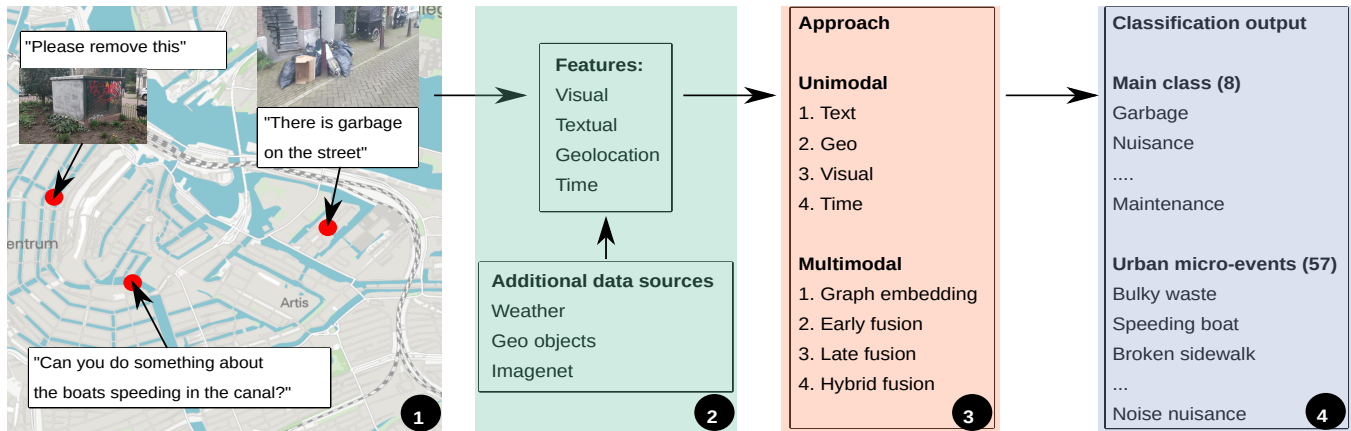 "Please remove this"
"There is garbage
on the street"
entrum
Artis
"Can you do something about
the boats speeding in the canal?"
1
Features:
Visual
Textual
Geolocation
Time
Additional data sources
Weather
Geo objects
Imagenet
2
Approach
Unimodal
1. Text
2. Geo
3. Visual
4. Time
Multimodal
1. Graph embedding
2. Early fusion
3. Late fusion
4. Hybrid fusion
3
Classification output
Main class (8)
Garbage
Nuisance
....
Maintenance
Urban micro-events (57)
Bulky waste
Speeding boat
Broken sidewalk
...
Noise nuisance
4